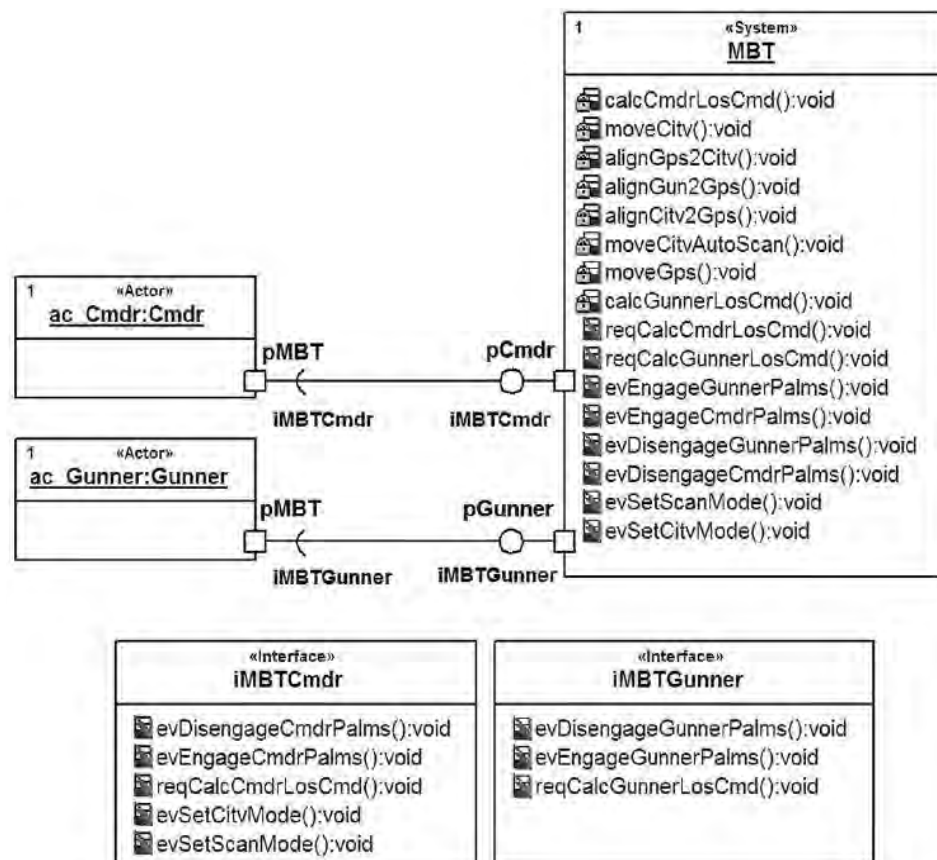 1
«System»
MBT
calcCmdrLosCmd():void
moveCitv():void
alignGps2Citv():void
alignGun2Gps():void
alignCitv2Gps():void
moveCitvAutoScan():void
moveGps():void
calcGunnerLosCmd():void
reqCalcCmdrLosCmd():void
reqCalcGunnerLosCmd():void
evEngageGunnerPalms():void
evEngageCmdrPalms():void
evDisengageGunnerPalms():void
evDisengageCmdrPalms():void
evSetScanMode():void
evSetCitvMode():void
1
«Actor»
ac_Cmdr:Cmdr
pMBT
pCmdr
iMBTCmdr
iMBTCmdr
1
«Actor»
ac_Gunner:Gunner
pMBT
pGunner
iMBTGunner
iMBTGunner
«Interface»
iMBTCmdr
evDisengageCmdrPalms():void
evEngageCmdrPalms():void
reqCalcCmdrLosCmd():void
evSetCitvMode():void
evSetScanMode():void
«Interface»
iMBTGunner
evDisengageGunnerPalms():void
evEngageGunnerPalms():void
reqCalcGunnerLosCmd():void